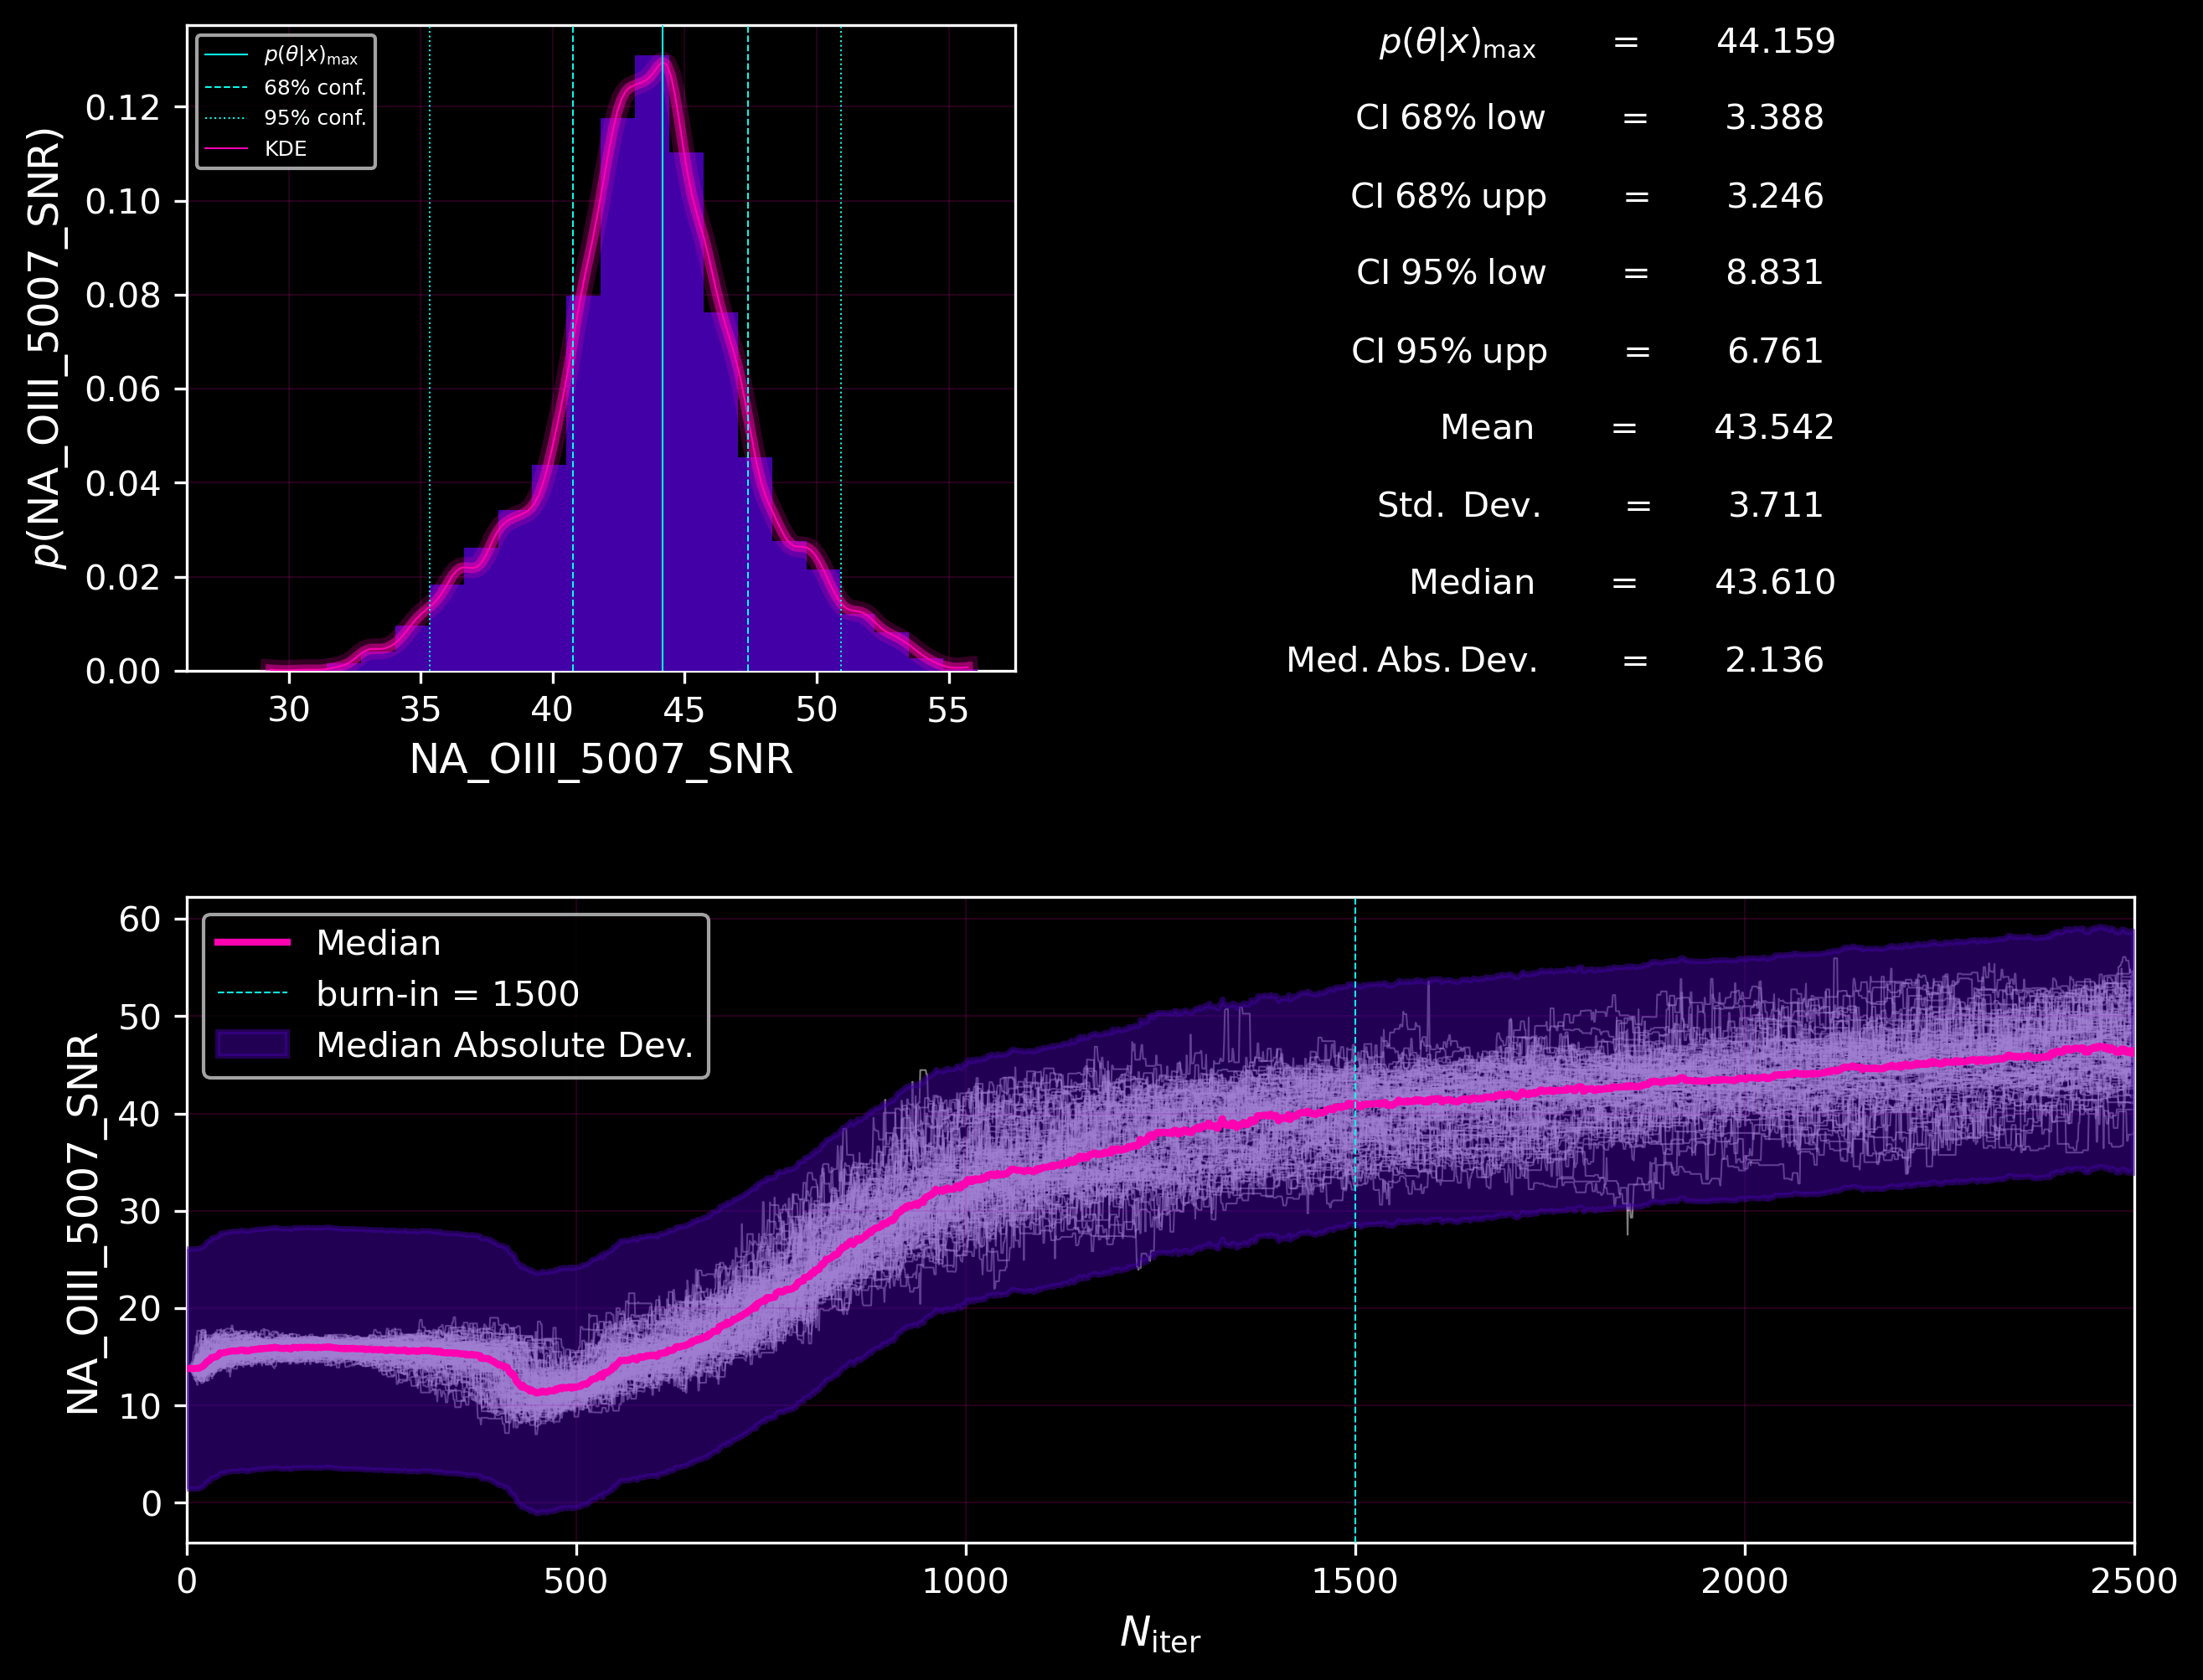 p(θ|x)max
68% conf.
95% conf.
KDE
0.12
0.10
0.08
0.06
0.04
0.02
0.00
p(NA_OIII_5007_SNR)
30 35 40 45 50 55
NA_OIII_5007_SNR
p(θ|x)max = 44.159
CI 68% low = 3.388
CI 68% upp = 3.246
CI 95% low = 8.831
CI 95% upp = 6.761
Mean = 43.542
Std. Dev. = 3.711
Median = 43.610
Med. Abs. Dev. = 2.136
Median
burn-in = 1500
Median Absolute Dev.
60
50
40
30
20
10
0
NA_OIII_5007_SNR
0 500 1000 1500 2000 2500
Niter